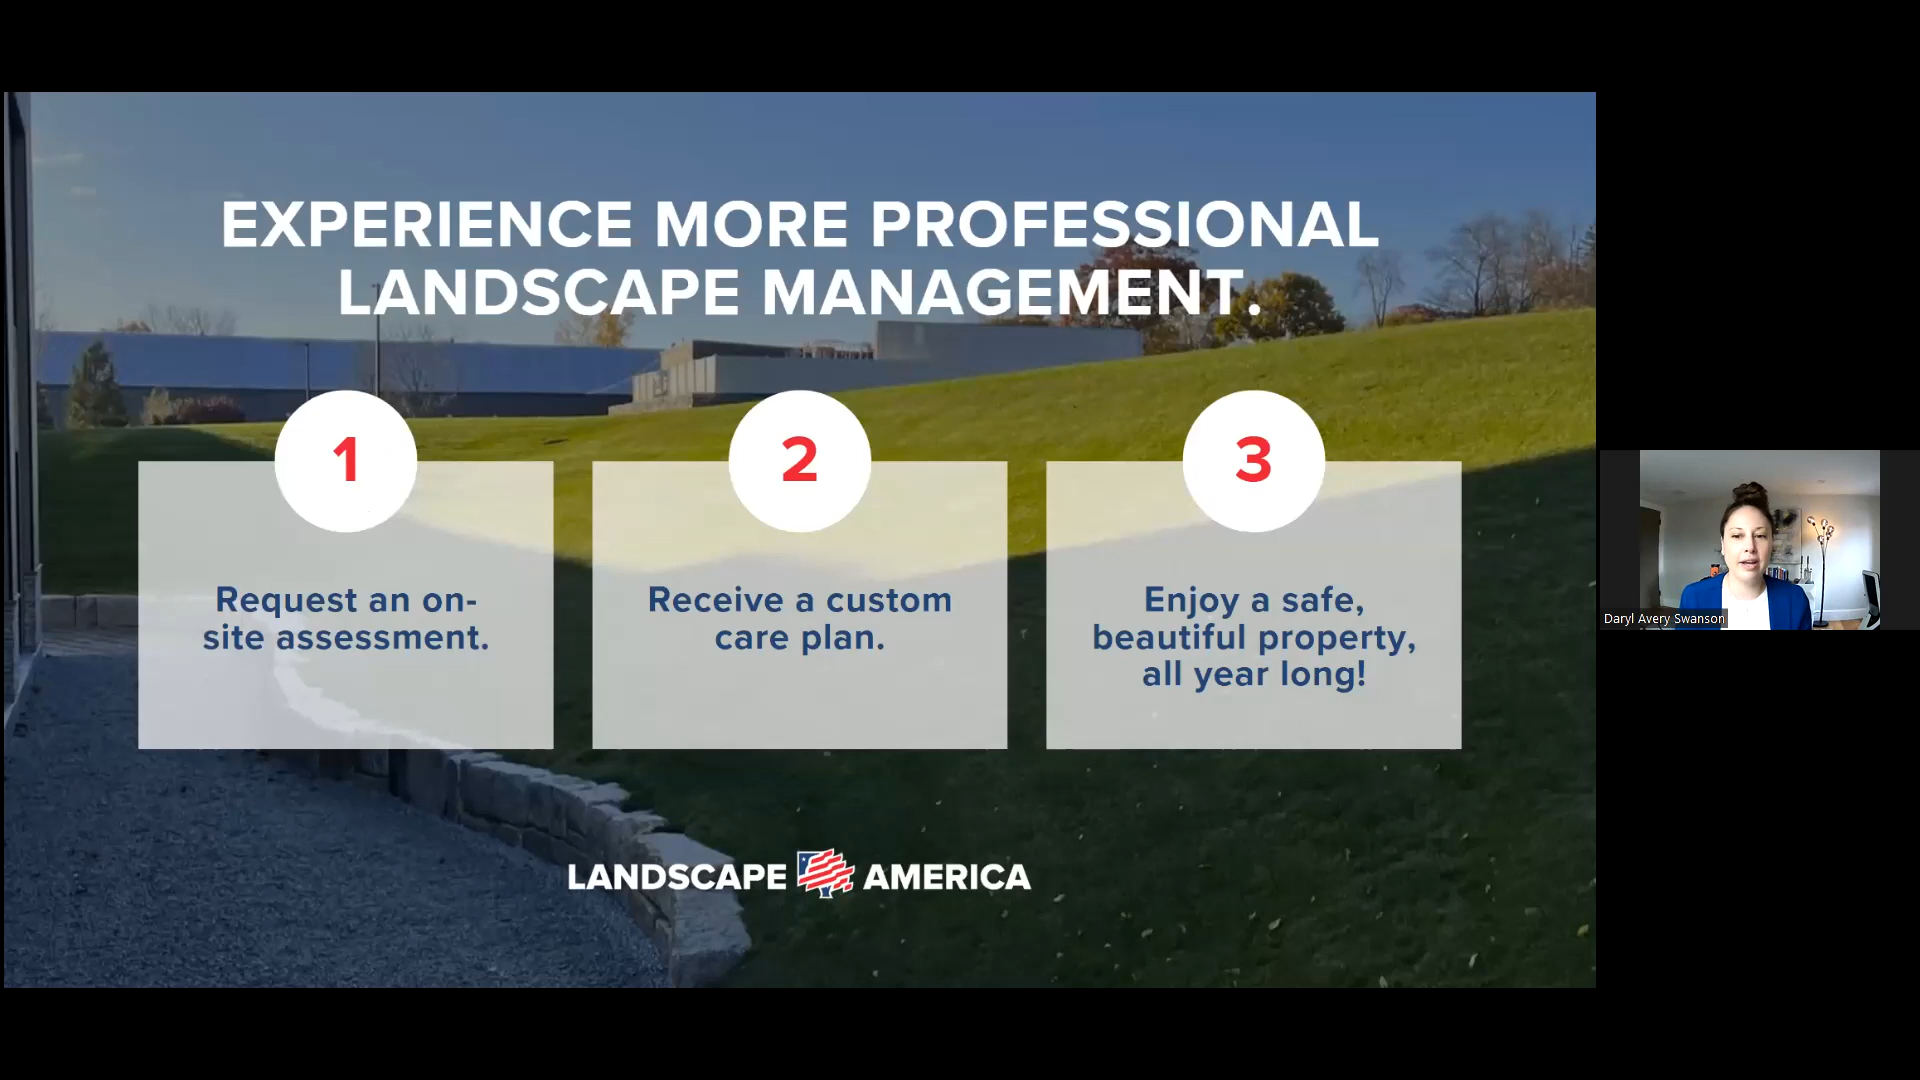 EXPERIENCE MORE PROFESSIONAL
LANDSCAPE MANAGEMENT.
1
Request an on-
site assessment.
2
Receive a custom
care plan.
3
Enjoy a safe,
beautiful property,
all year long!
LANDSCAPE AMERICA
Daryl Avery Swanson